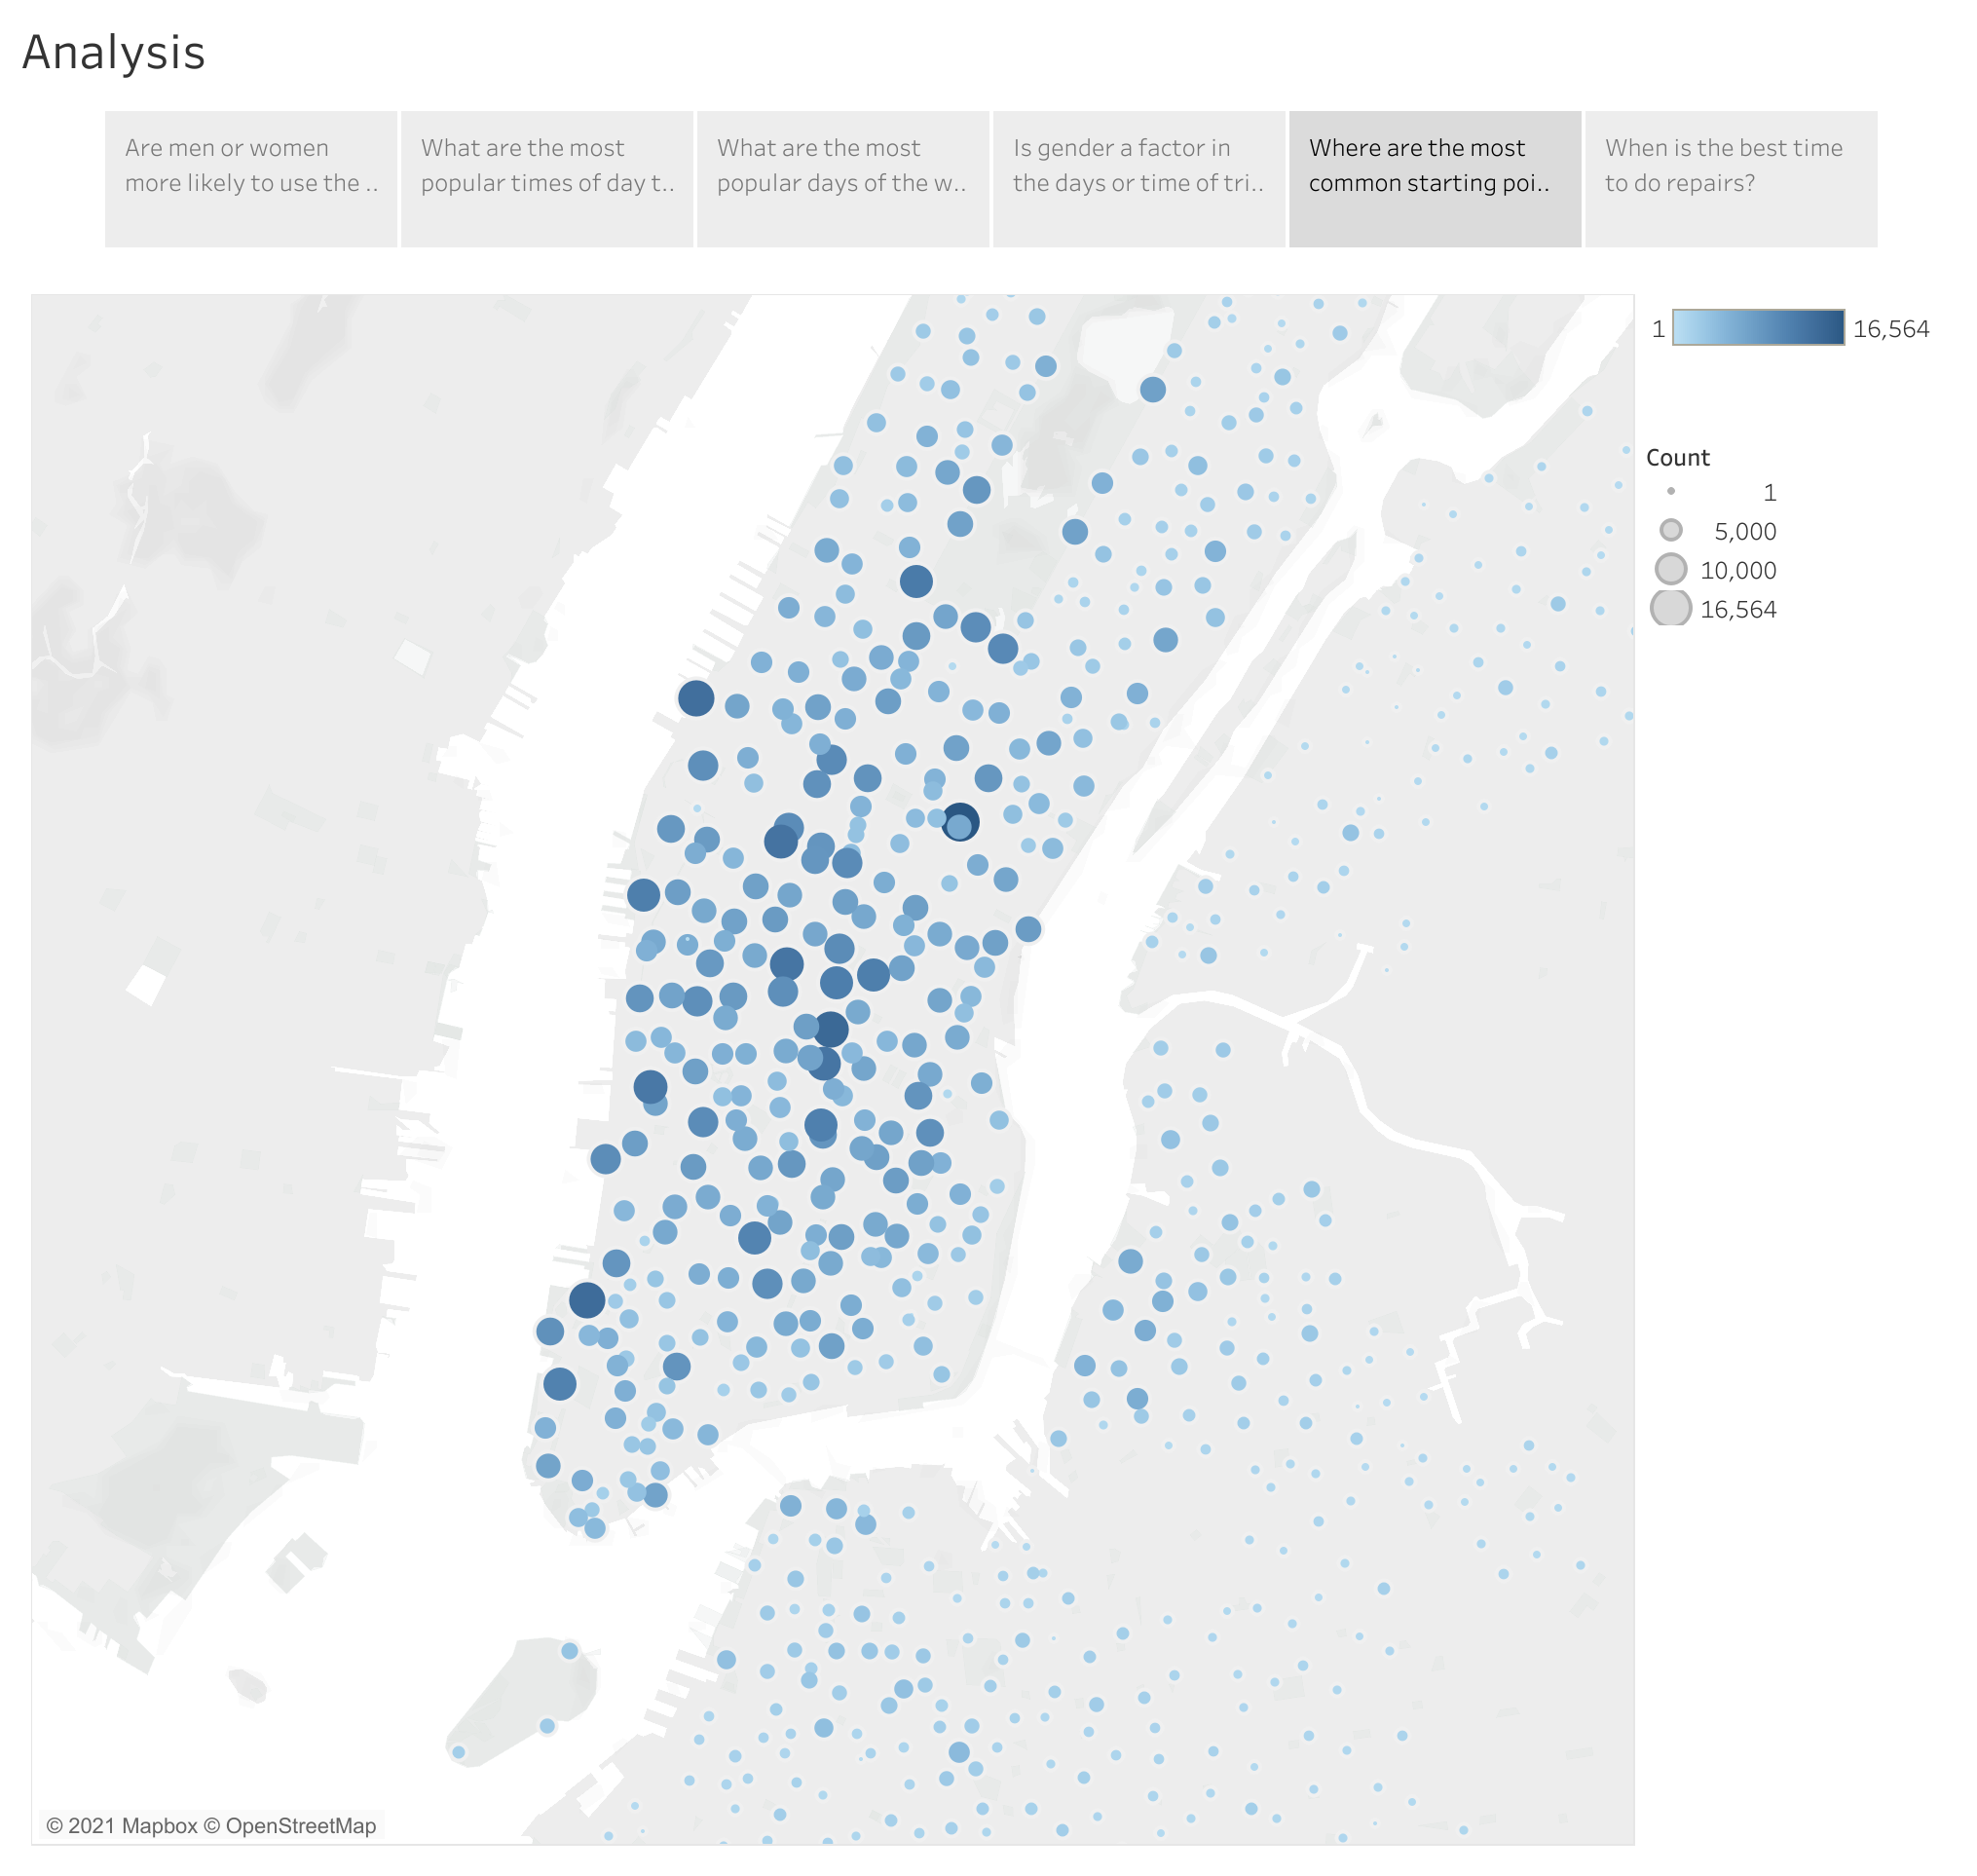 Analysis
Are men or women
more likely to use the ..
What are the most
popular times of day t..
What are the most
popular days of the w..
Is gender a factor in
the days or time of tri..
Where are the most
common starting poi..
When is the best time
to do repairs?
1 16,564
Count
1
5,000
10,000
16,564
© 2021 Mapbox © OpenStreetMap